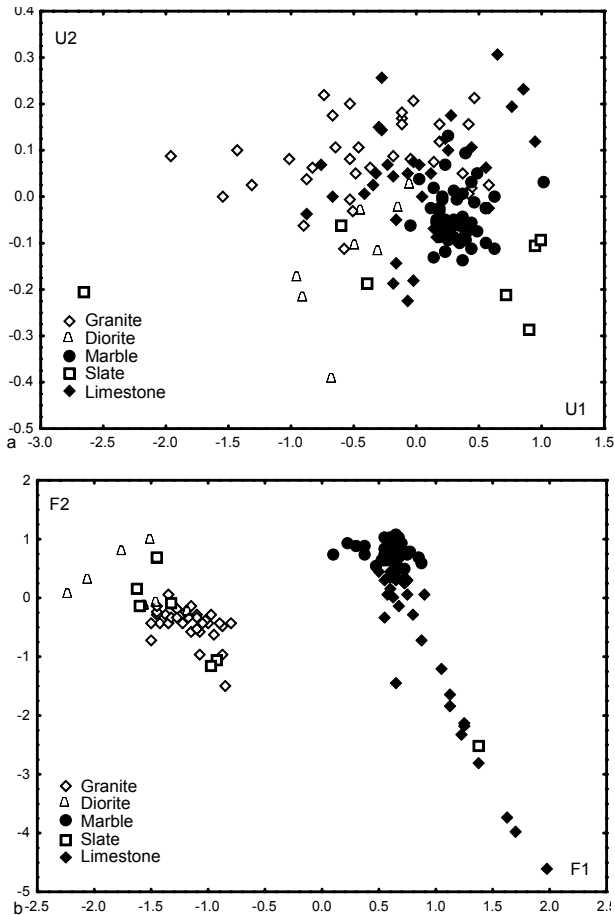 0.4
U2
0.3
0.2
0.1
0.0
-0.1
-0.2
Granite
Diorite
-0.3
Marble
Slate
-0.4
Limestone
U1
-0.5
a
-3.0 -2.5 -2.0 -1.5 -1.0 -0.5 0.0 0.5 1.0 1.5
2
F2
1
0
-1
-2
-3
Granite
Diorite
Marble
-4
Slate
Limestone
F1
-5
b
-2.5 -2.0 -1.5 -1.0 -0.5 0.0 0.5 1.0 1.5 2.0 2.5